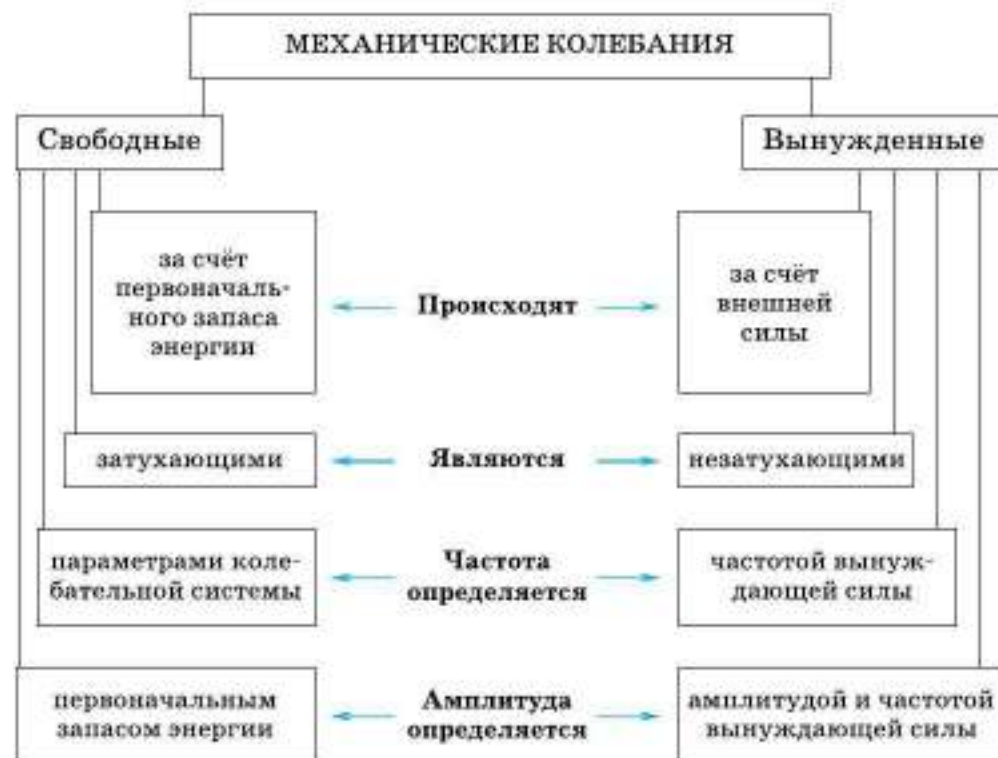 МЕХАНИЧЕСКИЕ КОЛЕБАНИЯ
Свободные
Вынужденные
за счёт
первоначаль-
ного запаса
энергии
Происходят
за счёт
внешней
силы
затухающими
Являются
незатухающими
параметрами коле-
бательной системы
Частота
определяется
частотой вынуж-
дающей силы
первоначальным
запасом энергии
Амплитуда
определяется
амплитудой и частотой
вынуждающей силы